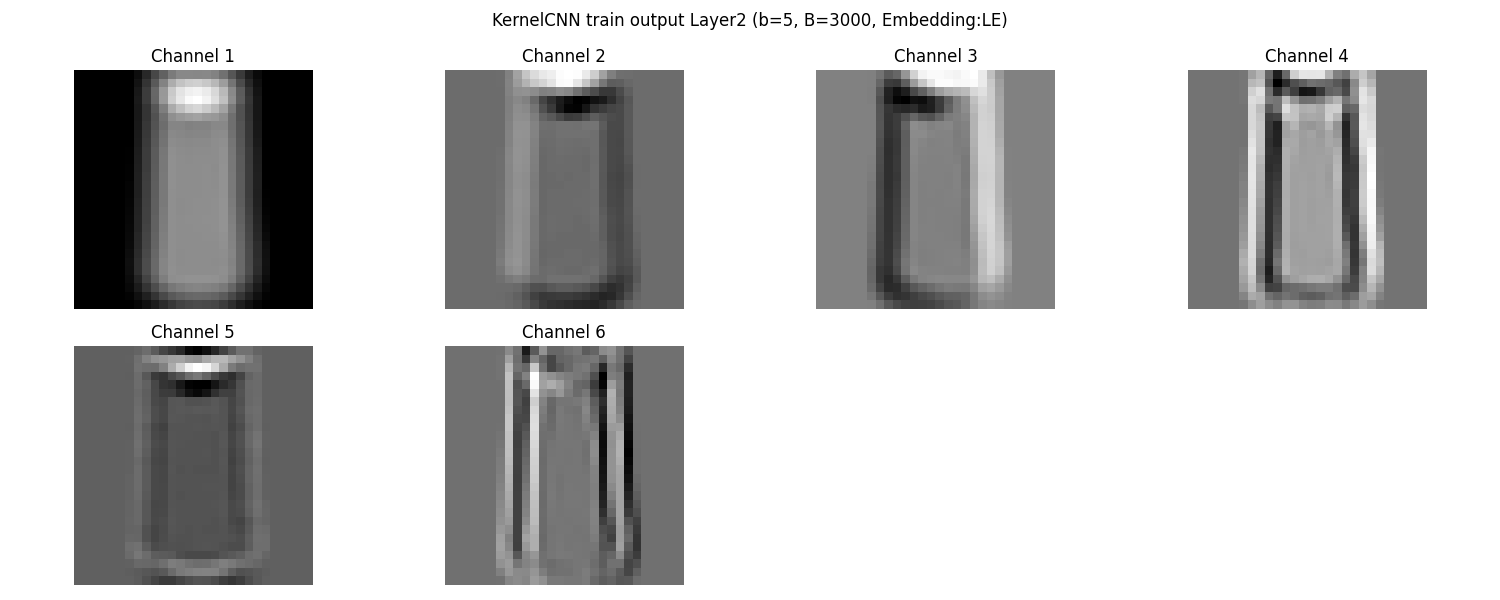 KernelCNN train output Layer2 (b=5, B=3000, Embedding:LE)
Channel 1
Channel 2
Channel 3
Channel 4
Channel 5
Channel 6